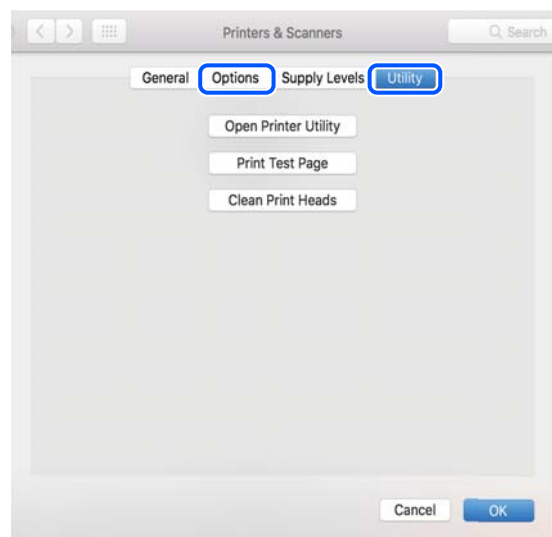 Printers & Scanners Search
General Options Supply Levels Utility
Open Printer Utility
Print Test Page
Clean Print Heads
Cancel OK